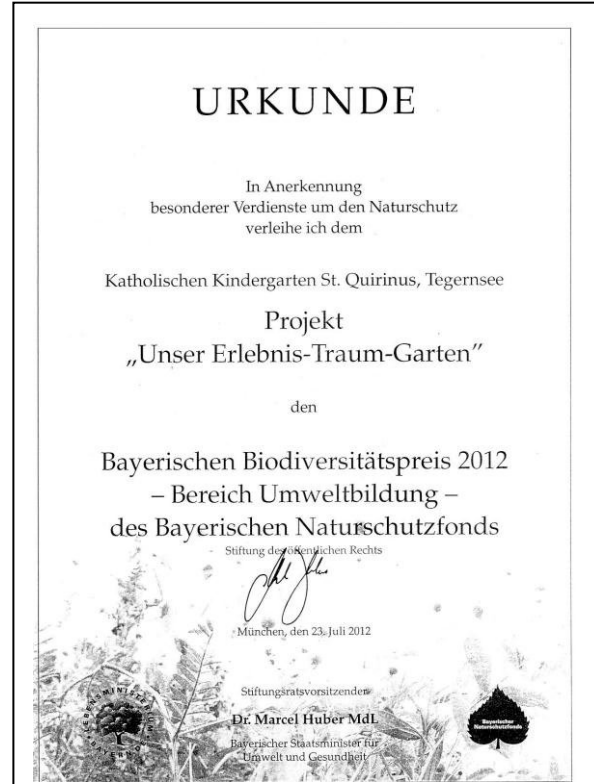 URKUNDE
In Anerkennung
besonderer Verdienste um den Naturschutz
verleihe ich dem
Katholischen Kindergarten St. Quirinus, Tegernsee
Projekt
„Unser Erlebnis-Traum-Garten”
den
Bayerischen Biodiversitätspreis 2012
– Bereich Umweltbildung –
des Bayerischen Naturschutzfonds
Stiftung des öffentlichen Rechts
München, den 23. Juli 2012
Stiftungsratsvorsitzender
Dr. Marcel Huber MdL
Bayerischer Staatsminister für
Umwelt und Gesundheit
Bayerischer
Naturschutzfonds